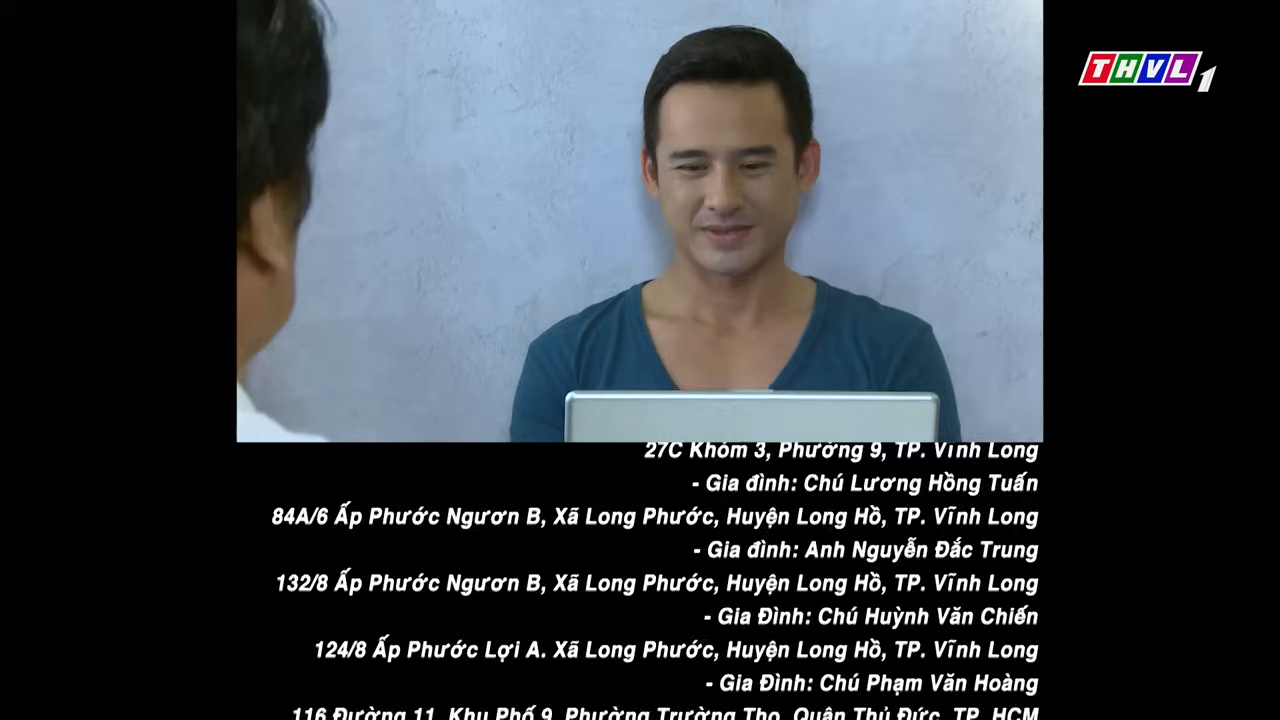 THVL1
27C Khóm 3, Phường 9, TP. Vĩnh Long
- Gia đình: Chú Lương Hồng Tuấn
84A/6 Ấp Phước Ngươn B, Xã Long Phước, Huyện Long Hồ, TP. Vĩnh Long
- Gia đình: Anh Nguyễn Đắc Trung
132/8 Ấp Phước Ngươn B, Xã Long Phước, Huyện Long Hồ, TP. Vĩnh Long
- Gia Đình: Chú Huỳnh Văn Chiến
124/8 Ấp Phước Lợi A. Xã Long Phước, Huyện Long Hồ, TP. Vĩnh Long
- Gia Đình: Chú Phạm Văn Hoàng
116 Đường 11, Khu Phố 9, Phường Trường Thọ, Quận Thủ Đức, TP. HCM